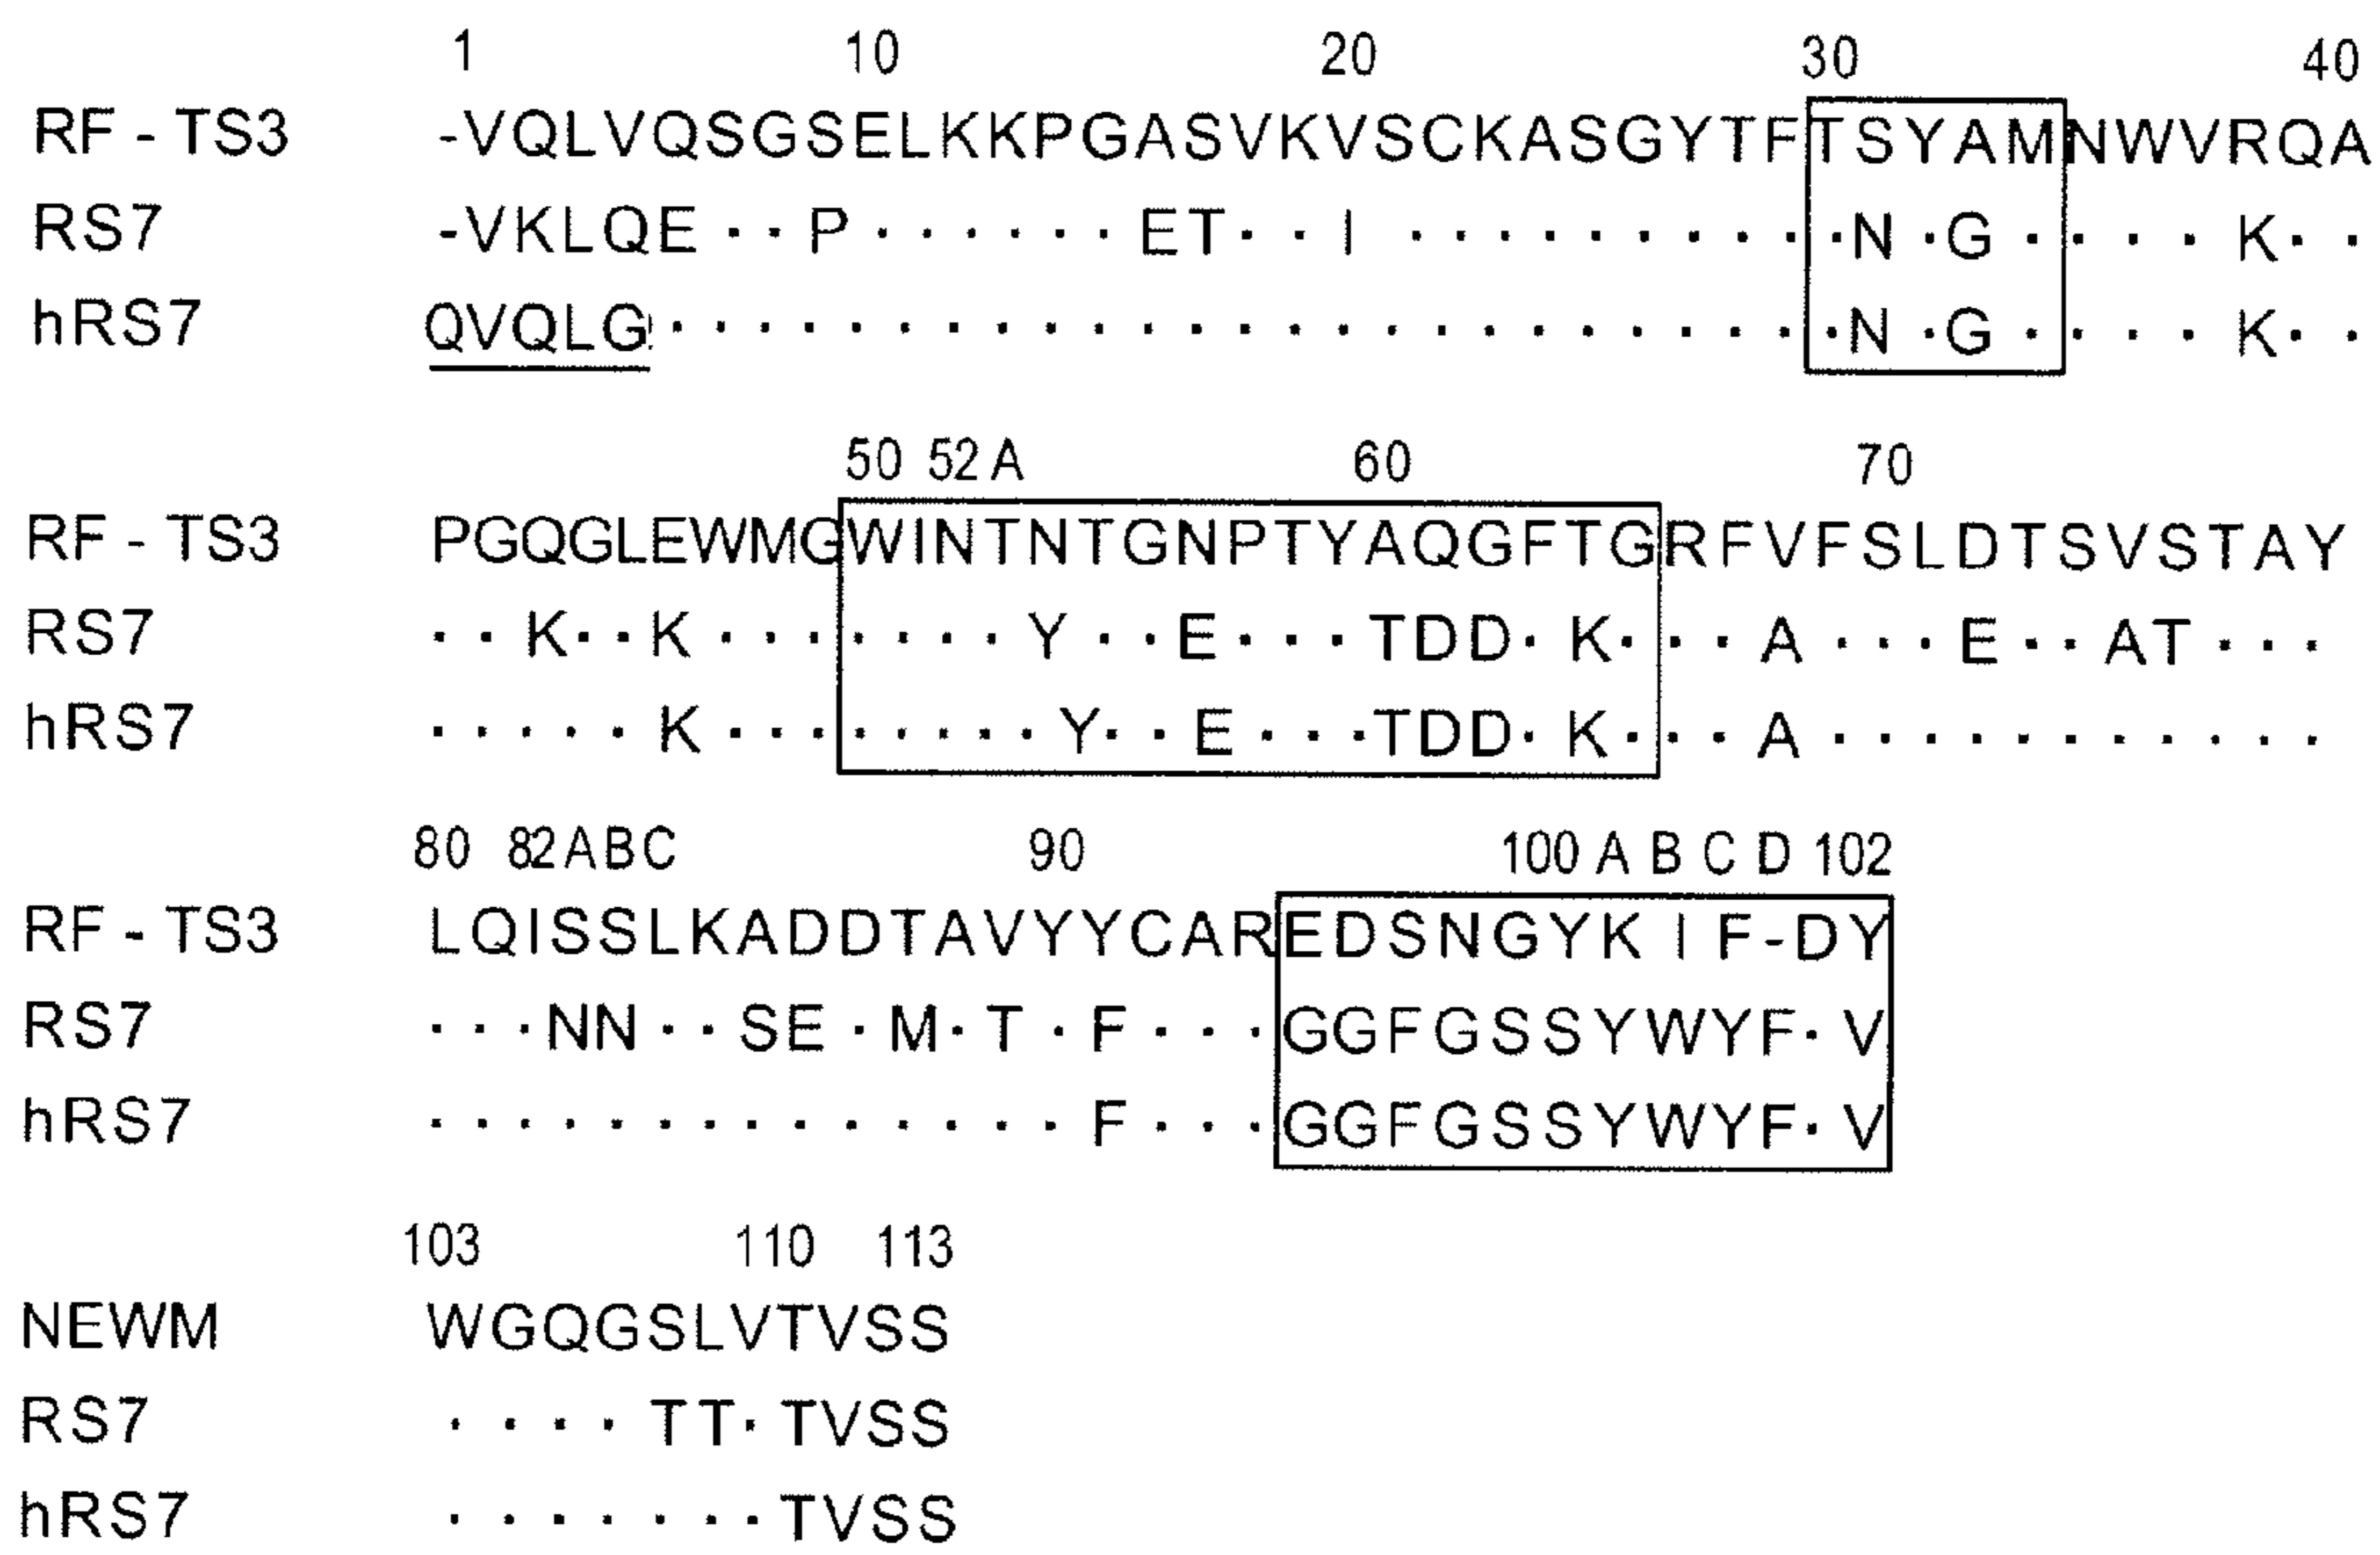 1 10 20 30 40
RF - TS3 -VQLVQSGSELKKPGASVKVSCKASGYTFTSYAMNWVRQA
RS7 -VKLQE··P······ET··I··········N·G····K··
hRS7 QVQLG·························N·G····K··
50 52 A 60 70
RF - TS3 PGQGLEWMGWINTNTGNPTYAQGFTGRFVFSLDTSVSTAY
RS7 ··K··K·······Y··E···TDD·K···A···E··AT···
hRS7 ·····K········Y··E···TDD·K···A···········
80 82ABC 90 100 A B C D 102
RF - TS3 LQISSLKADDTAVYYCAREDSNGYKIF-DY
RS7 ···NN··SE·M·T·F···GGFGSSYWYF·V
hRS7 ··············F···GGFGSSYWYF·V
103 110 113
NEWM WGQGSLVTVSS
RS7 ····TT·TVSS
hRS7 ·······TVSS